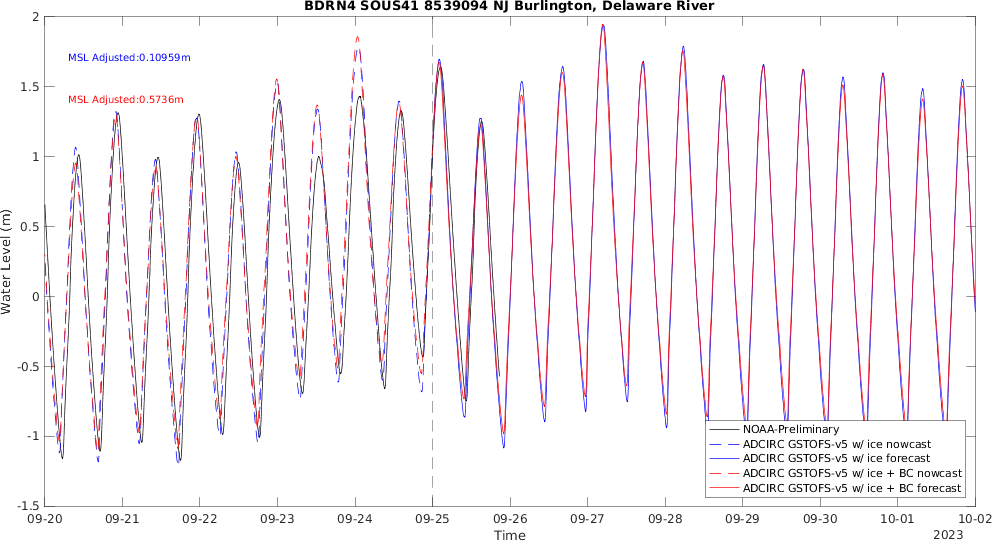 BDRN4 SOUS41 8539094 NJ Burlington, Delaware River
MSL Adjusted:0.10959m
MSL Adjusted:0.5736m
Water Level (m)
2
1.5
1
0.5
0
-0.5
-1
-1.5
NOAA-Preliminary
ADCIRC GSTOFS-v5 w/ ice nowcast
ADCIRC GSTOFS-v5 w/ ice forecast
ADCIRC GSTOFS-v5 w/ ice + BC nowcast
ADCIRC GSTOFS-v5 w/ ice + BC forecast
09-20 09-21 09-22 09-23 09-24 09-25 09-26 09-27 09-28 09-29 09-30 10-01 10-02
Time
2023